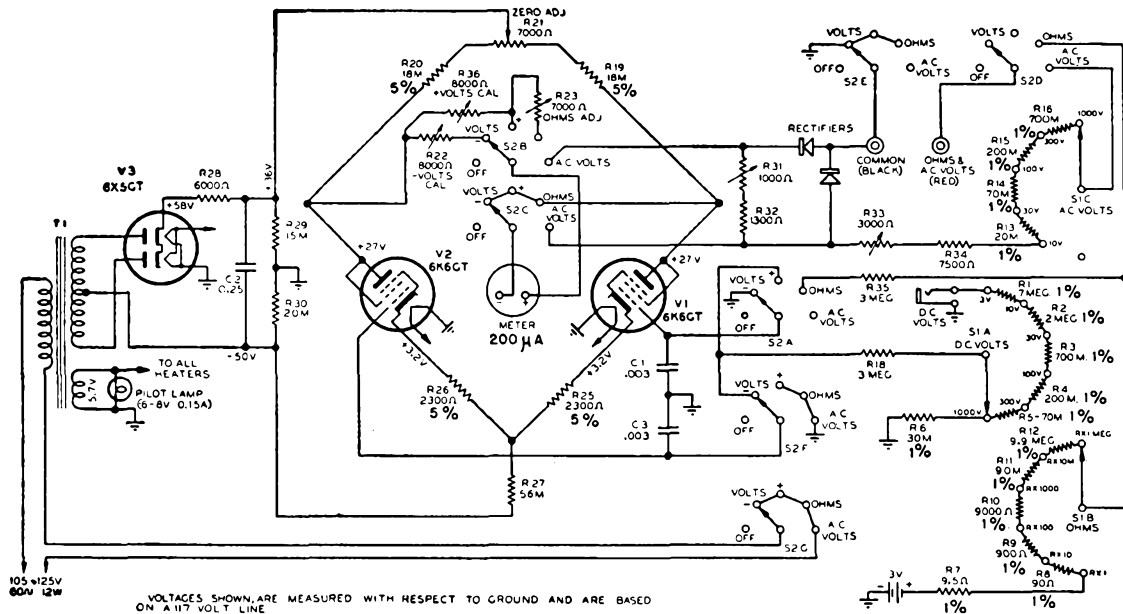 ZERO ADJ
R21
7000Ω
R20
18M
5%
R19
18M
5%
R36
8000Ω
+VOLTS CAL
R23
7000Ω
OHMS ADJ
R22
8000Ω
-VOLTS
CAL
VOLTS
+
-
S2B
OFF
AC VOLTS
VOLTS
+
-
S2C
OHMS
AC
VOLTS
OFF
V3
6X5GT
R28
6000Ω
+58V
+36V
T1
R29
15M
C2
0.25
R30
20M
-50V
TO ALL
HEATERS
5.7V
PILOT LAMP
(6-8V 0.15A)
+27V
V2
6K6GT
+3.2V
- +
METER
200 μA
+27V
V1
6K6GT
+3.2V
R26
2300Ω
5%
R25
2300Ω
5%
C1
.003
C3
.003
R27
56M
VOLTS
OHMS
OFF
S2E
AC
VOLTS
VOLTS
OHMS
AC
VOLTS
OFF
S2D
RECTIFIERS
COMMON
(BLACK)
OHMS &
AC VOLTS
(RED)
R31
1000Ω
R32
1300Ω
R33
3000Ω
R34
7500Ω
R16
700M
1%
1000V
300V
R15
200M
1%
100V
R14
70M
1%
30V
R13
20M
1%
10V
S1C
AC VOLTS
VOLTS
+
-
OHMS
OFF
AC
VOLTS
S2A
R35
3 MEG
DC
VOLTS
R1
7MEG.
1%
3V
10V
R2
2MEG
1%
30V
R3
700M.
1%
100V
R4
200M.
1%
300V
R5-70M
1%
1000V
S1A
DC VOLTS
R18
3 MEG
R6
30M
1%
VOLTS
+
-
OFF
AC
VOLTS
S2F
R12
9.9 MEG
1%
RX1MEG
RX10M
R11
90M
1%
RX1000
R10
9000Ω
1%
RX100
R9
900Ω
1%
RX10
RX1
R8
90Ω
1%
S1B
OHMS
VOLTS
+
-
OHMS
OFF
AC
VOLTS
S2G
3V
- +
R7
9.5Ω
1%
105 to 125V
60∿ 12W
VOLTAGES SHOWN, ARE MEASURED WITH RESPECT TO GROUND AND ARE BASED
ON A 117 VOLT LINE